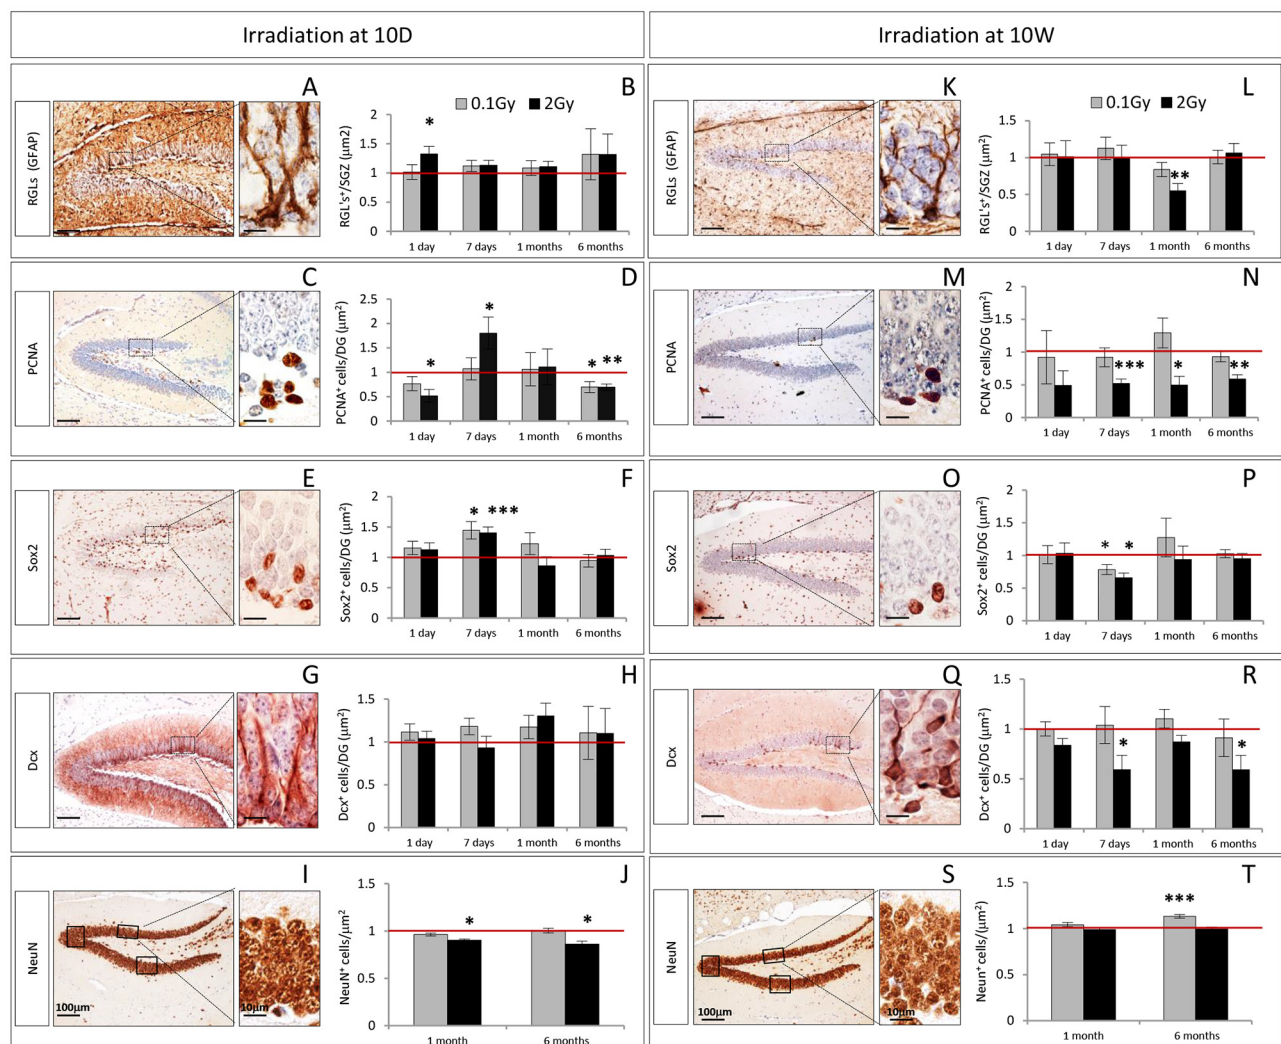 Irradiation at 10D
Irradiation at 10W
A
RGLs (GFAP)
B
0.1Gy
2Gy
RGL's⁺/SGZ (µm2)
2
1.5
1
0.5
0
*
1 day
7 days
1 months
6 months
K
RGLs (GFAP)
L
0.1Gy
2Gy
RGL's⁺/SGZ (µm²)
1.5
1
0.5
0
**
1 day
7 days
1 month
6 months
C
PCNA
D
PCNA⁺ cells/DG (µm²)
2.5
2
1.5
1
0.5
0
*
*
*
**
1 day
7 days
1 month
6 months
M
PCNA
N
PCNA⁺ cells/DG (µm²)
1.5
1
0.5
0
***
*
**
1 day
7 days
1 month
6 months
E
Sox2
F
Sox2⁺ cells/DG (µm²)
2
1.5
1
0.5
0
*
***
1 day
7 days
1 month
6 months
O
Sox2
P
Sox2⁺ cells/DG (µm²)
2
1.5
1
0.5
0
*
*
1 day
7 days
1 month
6 months
G
Dcx
H
Dcx⁺ cells/DG (µm²)
1.5
1
0.5
0
1 day
7 days
1 month
6 months
Q
Dcx
R
Dcx⁺ cells/DG (µm²)
1.5
1
0.5
0
*
*
1 day
7 days
1 month
6 months
I
NeuN
100µm
10µm
J
NeuN⁺ cells/µm²
1.5
1
0.5
0
*
*
1 month
6 months
S
NeuN
100µm
10µm
T
Neun⁺ cells/(µm²)
1.5
1
0.5
0
***
1 month
6 months